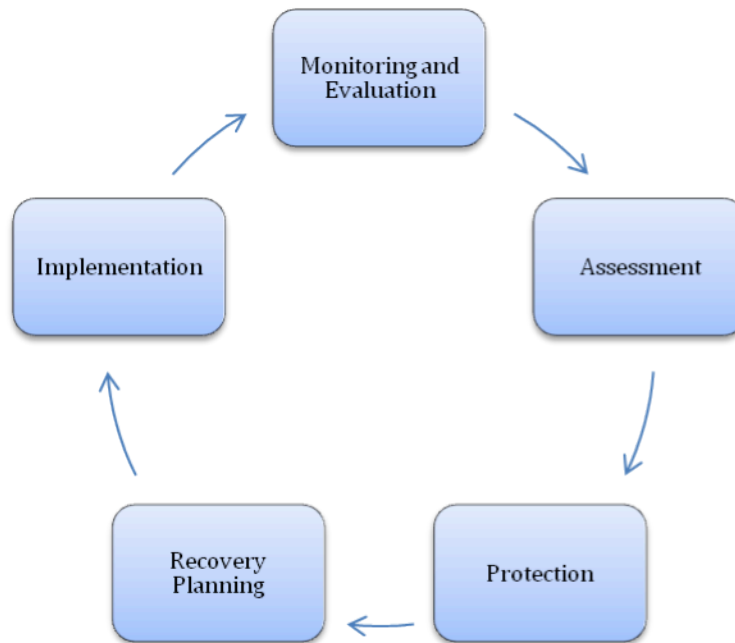 Monitoring and
Evaluation
Assessment
Protection
Recovery
Planning
Implementation